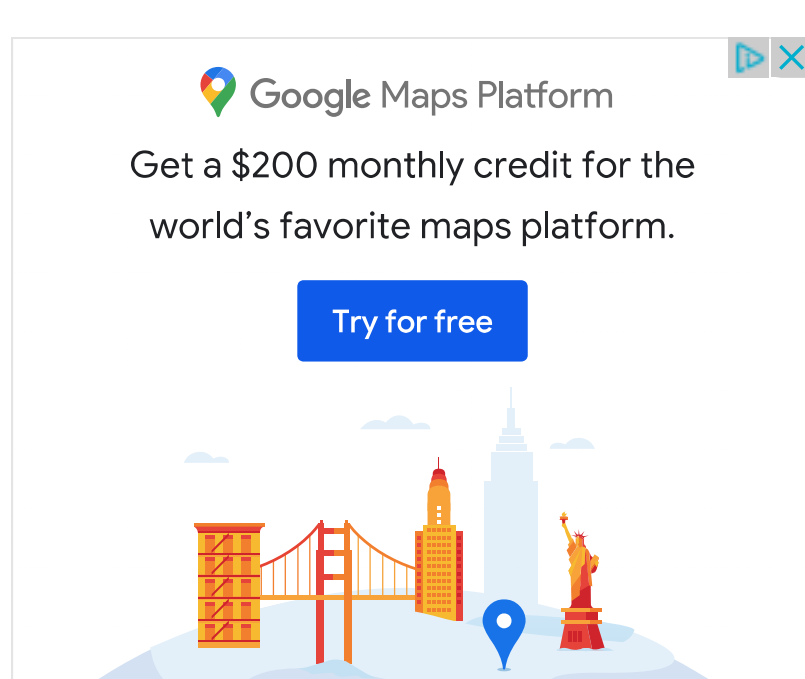 Google Maps Platform
Get a $200 monthly credit for the
world’s favorite maps platform.
Try for free